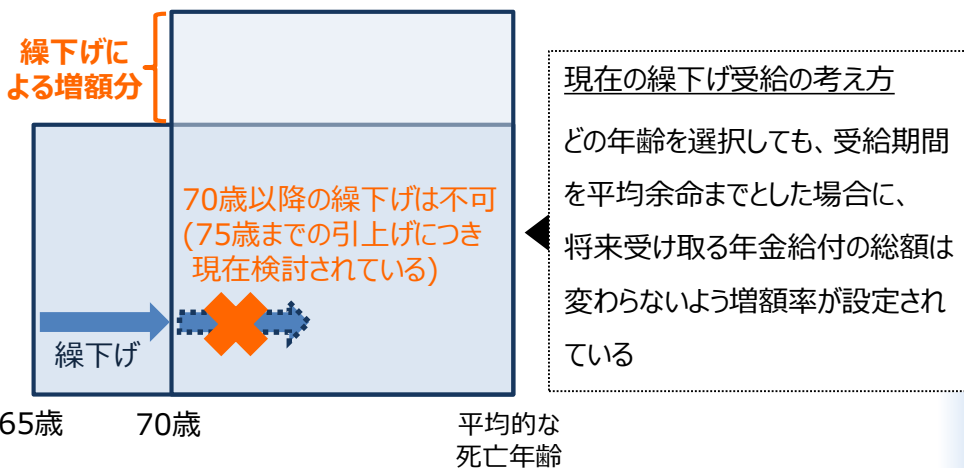 繰下げに
よる増額分
70歳以降の繰下げは不可
(75歳までの引上げにつき
現在検討されている)
繰下げ
65歳
70歳
平均的な
死亡年齢
現在の繰下げ受給の考え方
どの年齢を選択しても、受給期間
を平均余命までとした場合に、
将来受け取る年金給付の総額は
変わらないよう増額率が設定され
ている